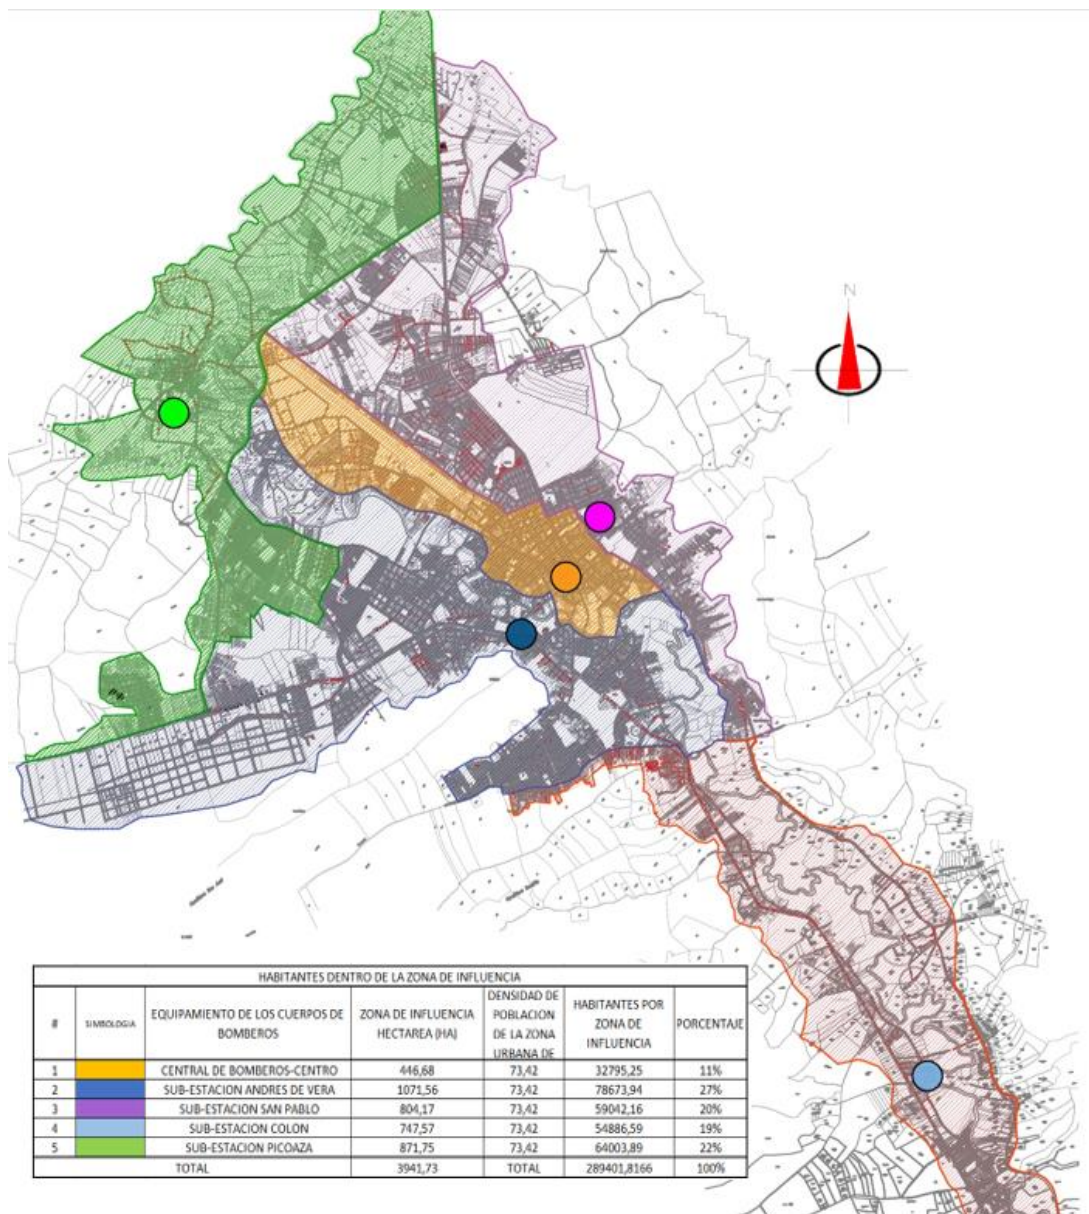 N
HABITANTES DENTRO DE LA ZONA DE INFLUENCIA
# SIMBOLOGIA EQUIPAMIENTO DE LOS CUERPOS DE BOMBEROS ZONA DE INFLUENCIA HECTAREA (HA) DENSIDAD DE POBLACION DE LA ZONA URBANA DE HABITANTES POR ZONA DE INFLUENCIA PORCENTAJE
1 CENTRAL DE BOMBEROS-CENTRO 446,68 73,42 32795,25 11%
2 SUB-ESTACION ANDRES DE VERA 1071,56 73,42 78673,94 27%
3 SUB-ESTACION SAN PABLO 804,17 73,42 59042,16 20%
4 SUB-ESTACION COLON 747,57 73,42 54886,59 19%
5 SUB-ESTACION PICOAZA 871,75 73,42 64003,89 22%
TOTAL 3941,73 TOTAL 289401,8166 100%